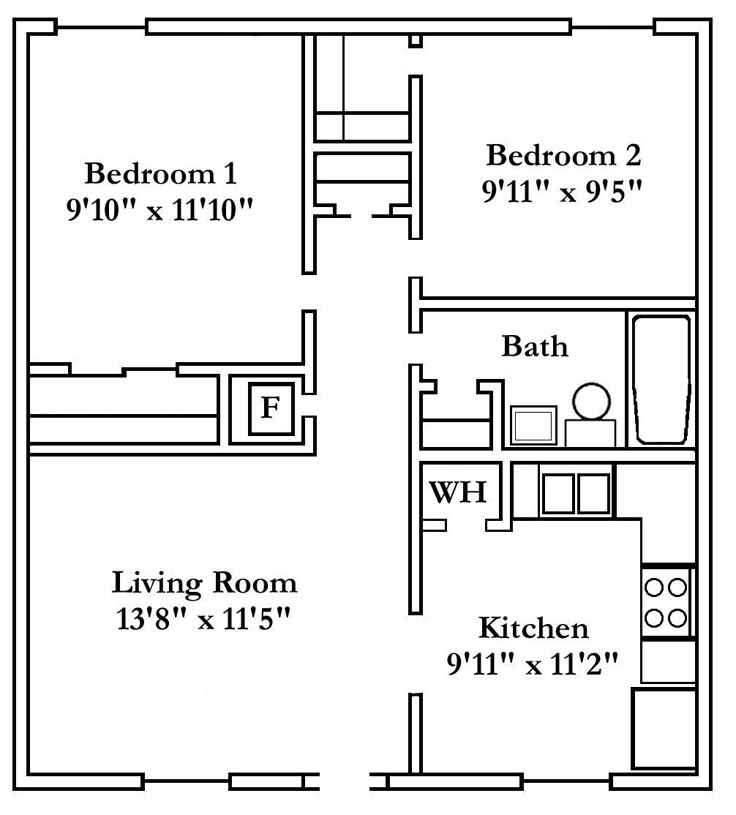 Bedroom 1
9'10" x 11'10"
Bedroom 2
9'11" x 9'5"
Bath
F
WH
Living Room
13'8" x 11'5"
Kitchen
9'11" x 11'2"